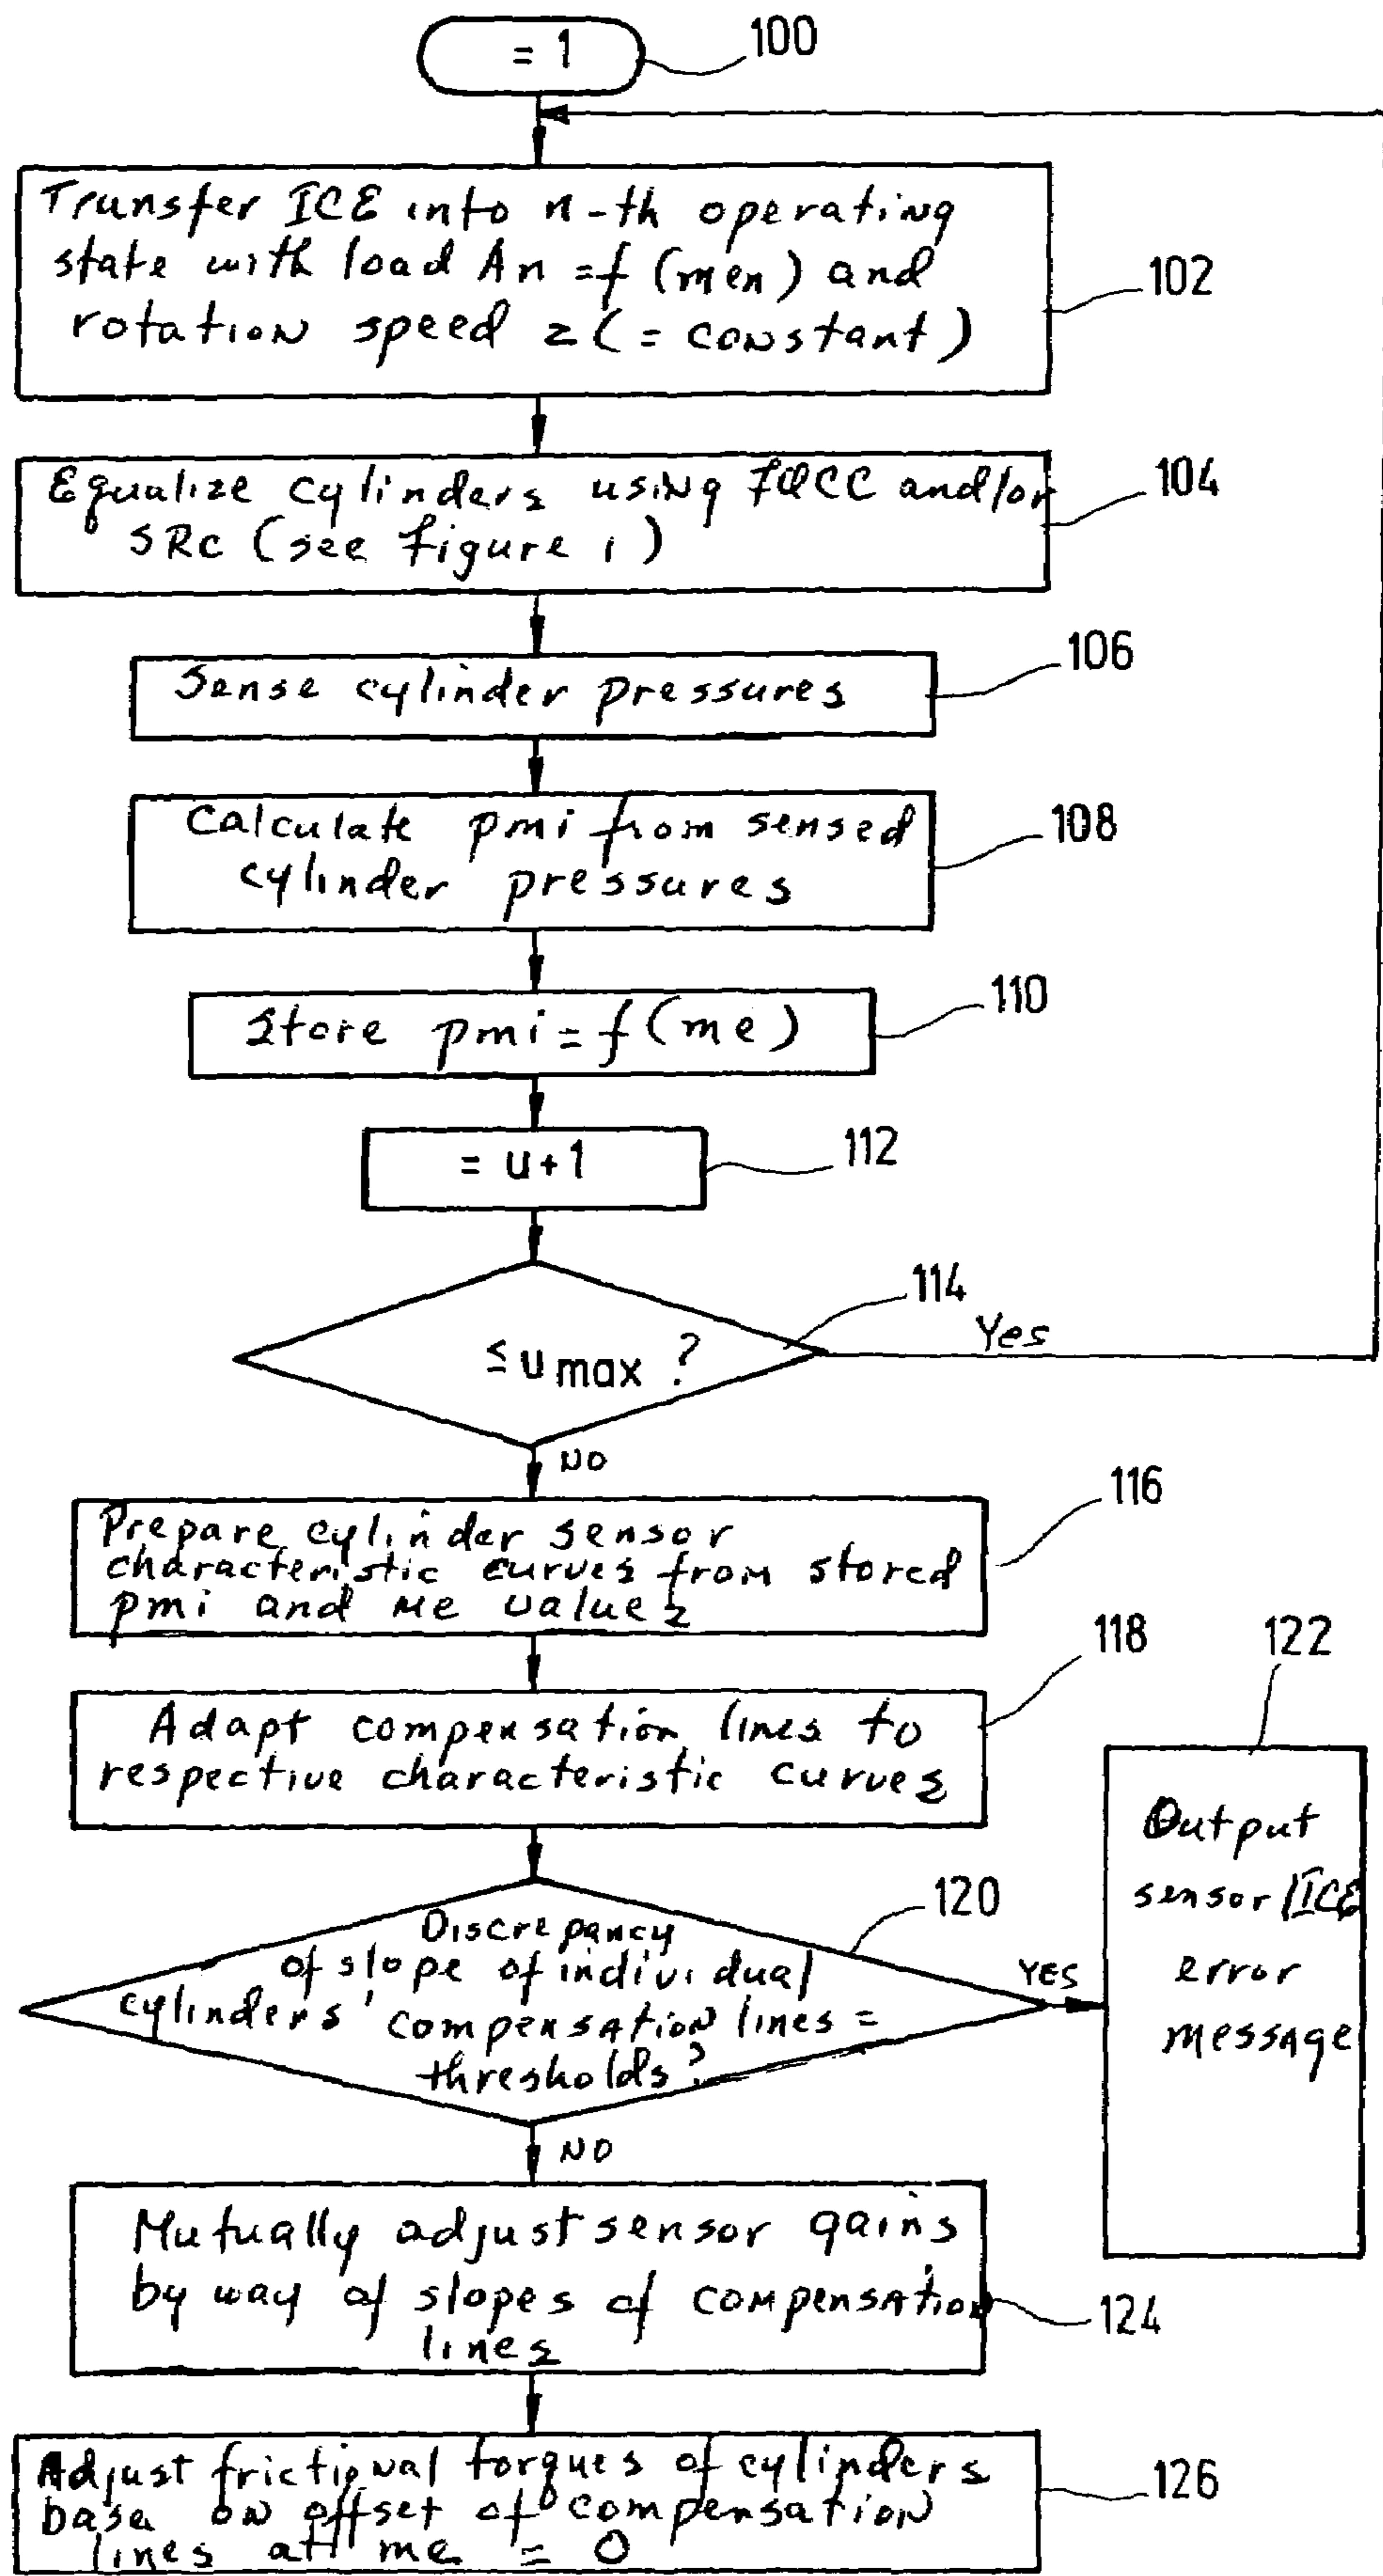 = 1
100
Transfer ICE into n-th operating
state with load An = f (men) and
rotation speed z (= constant)
102
Equalize cylinders using FQCC and/or
SRC (see figure 1)
104
Sense cylinder pressures
106
Calculate pmi from sensed
cylinder pressures
108
Store pmi = f (me)
110
= u + 1
112
≤ u max ?
114
Yes
NO
Prepare cylinder sensor
characteristic curves from stored
pmi and me values
116
Adapt compensation lines to
respective characteristic curves
118
Discrepancy
of slope of individual
cylinders' compensation lines =
thresholds?
120
YES
122
Output
sensor/ICE
error
message
NO
Mutually adjust sensor gains
by way of slopes of compensation
lines
124
Adjust frictional torques of cylinders
base on offset of compensation
lines at me = 0
126